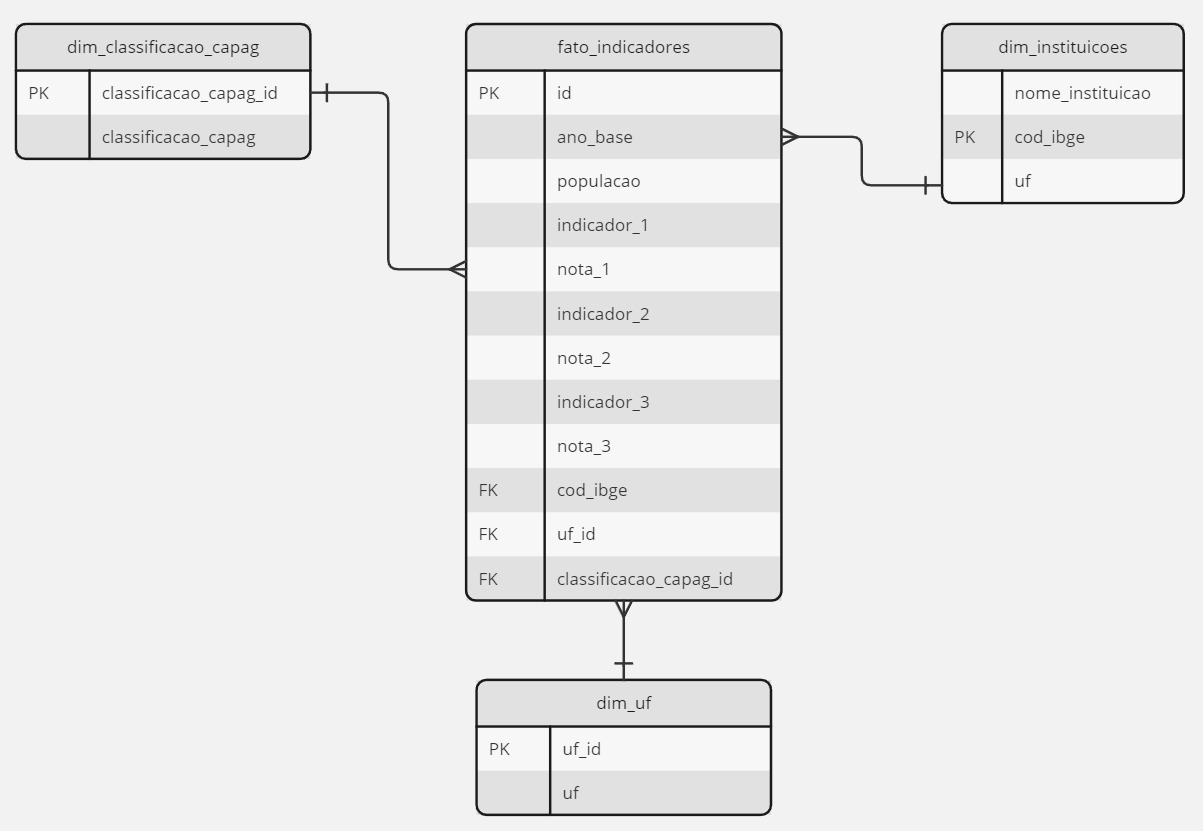 dim_classificacao_capag
PK classificacao_capag_id
classificacao_capag
fato_indicadores
PK id
ano_base
populacao
indicador_1
nota_1
indicador_2
nota_2
indicador_3
nota_3
FK cod_ibge
FK uf_id
FK classificacao_capag_id
dim_instituicoes
nome_instituicao
PK cod_ibge
uf
dim_uf
PK uf_id
uf